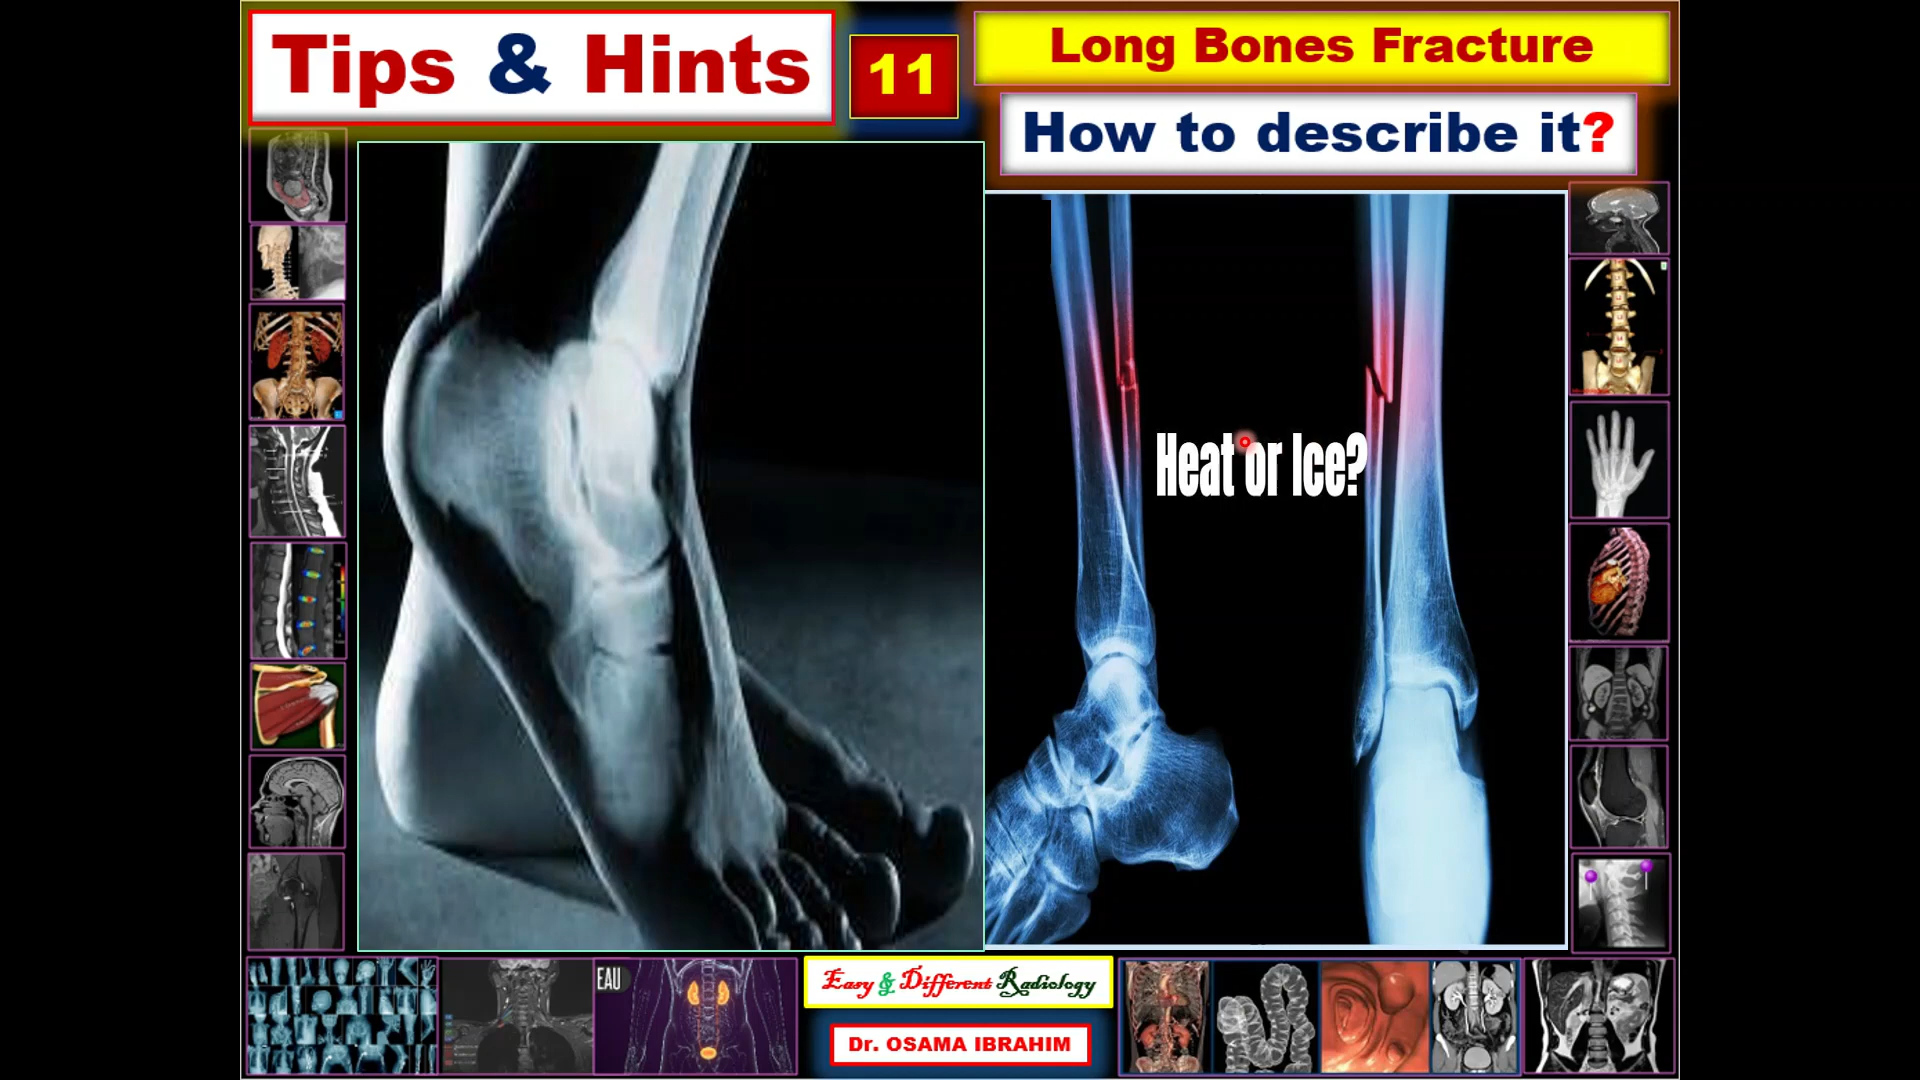 Tips & Hints
11
Long Bones Fracture
How to describe it?
Heat or Ice?
EAU
Easy & Different Radiology
Dr. OSAMA IBRAHIM